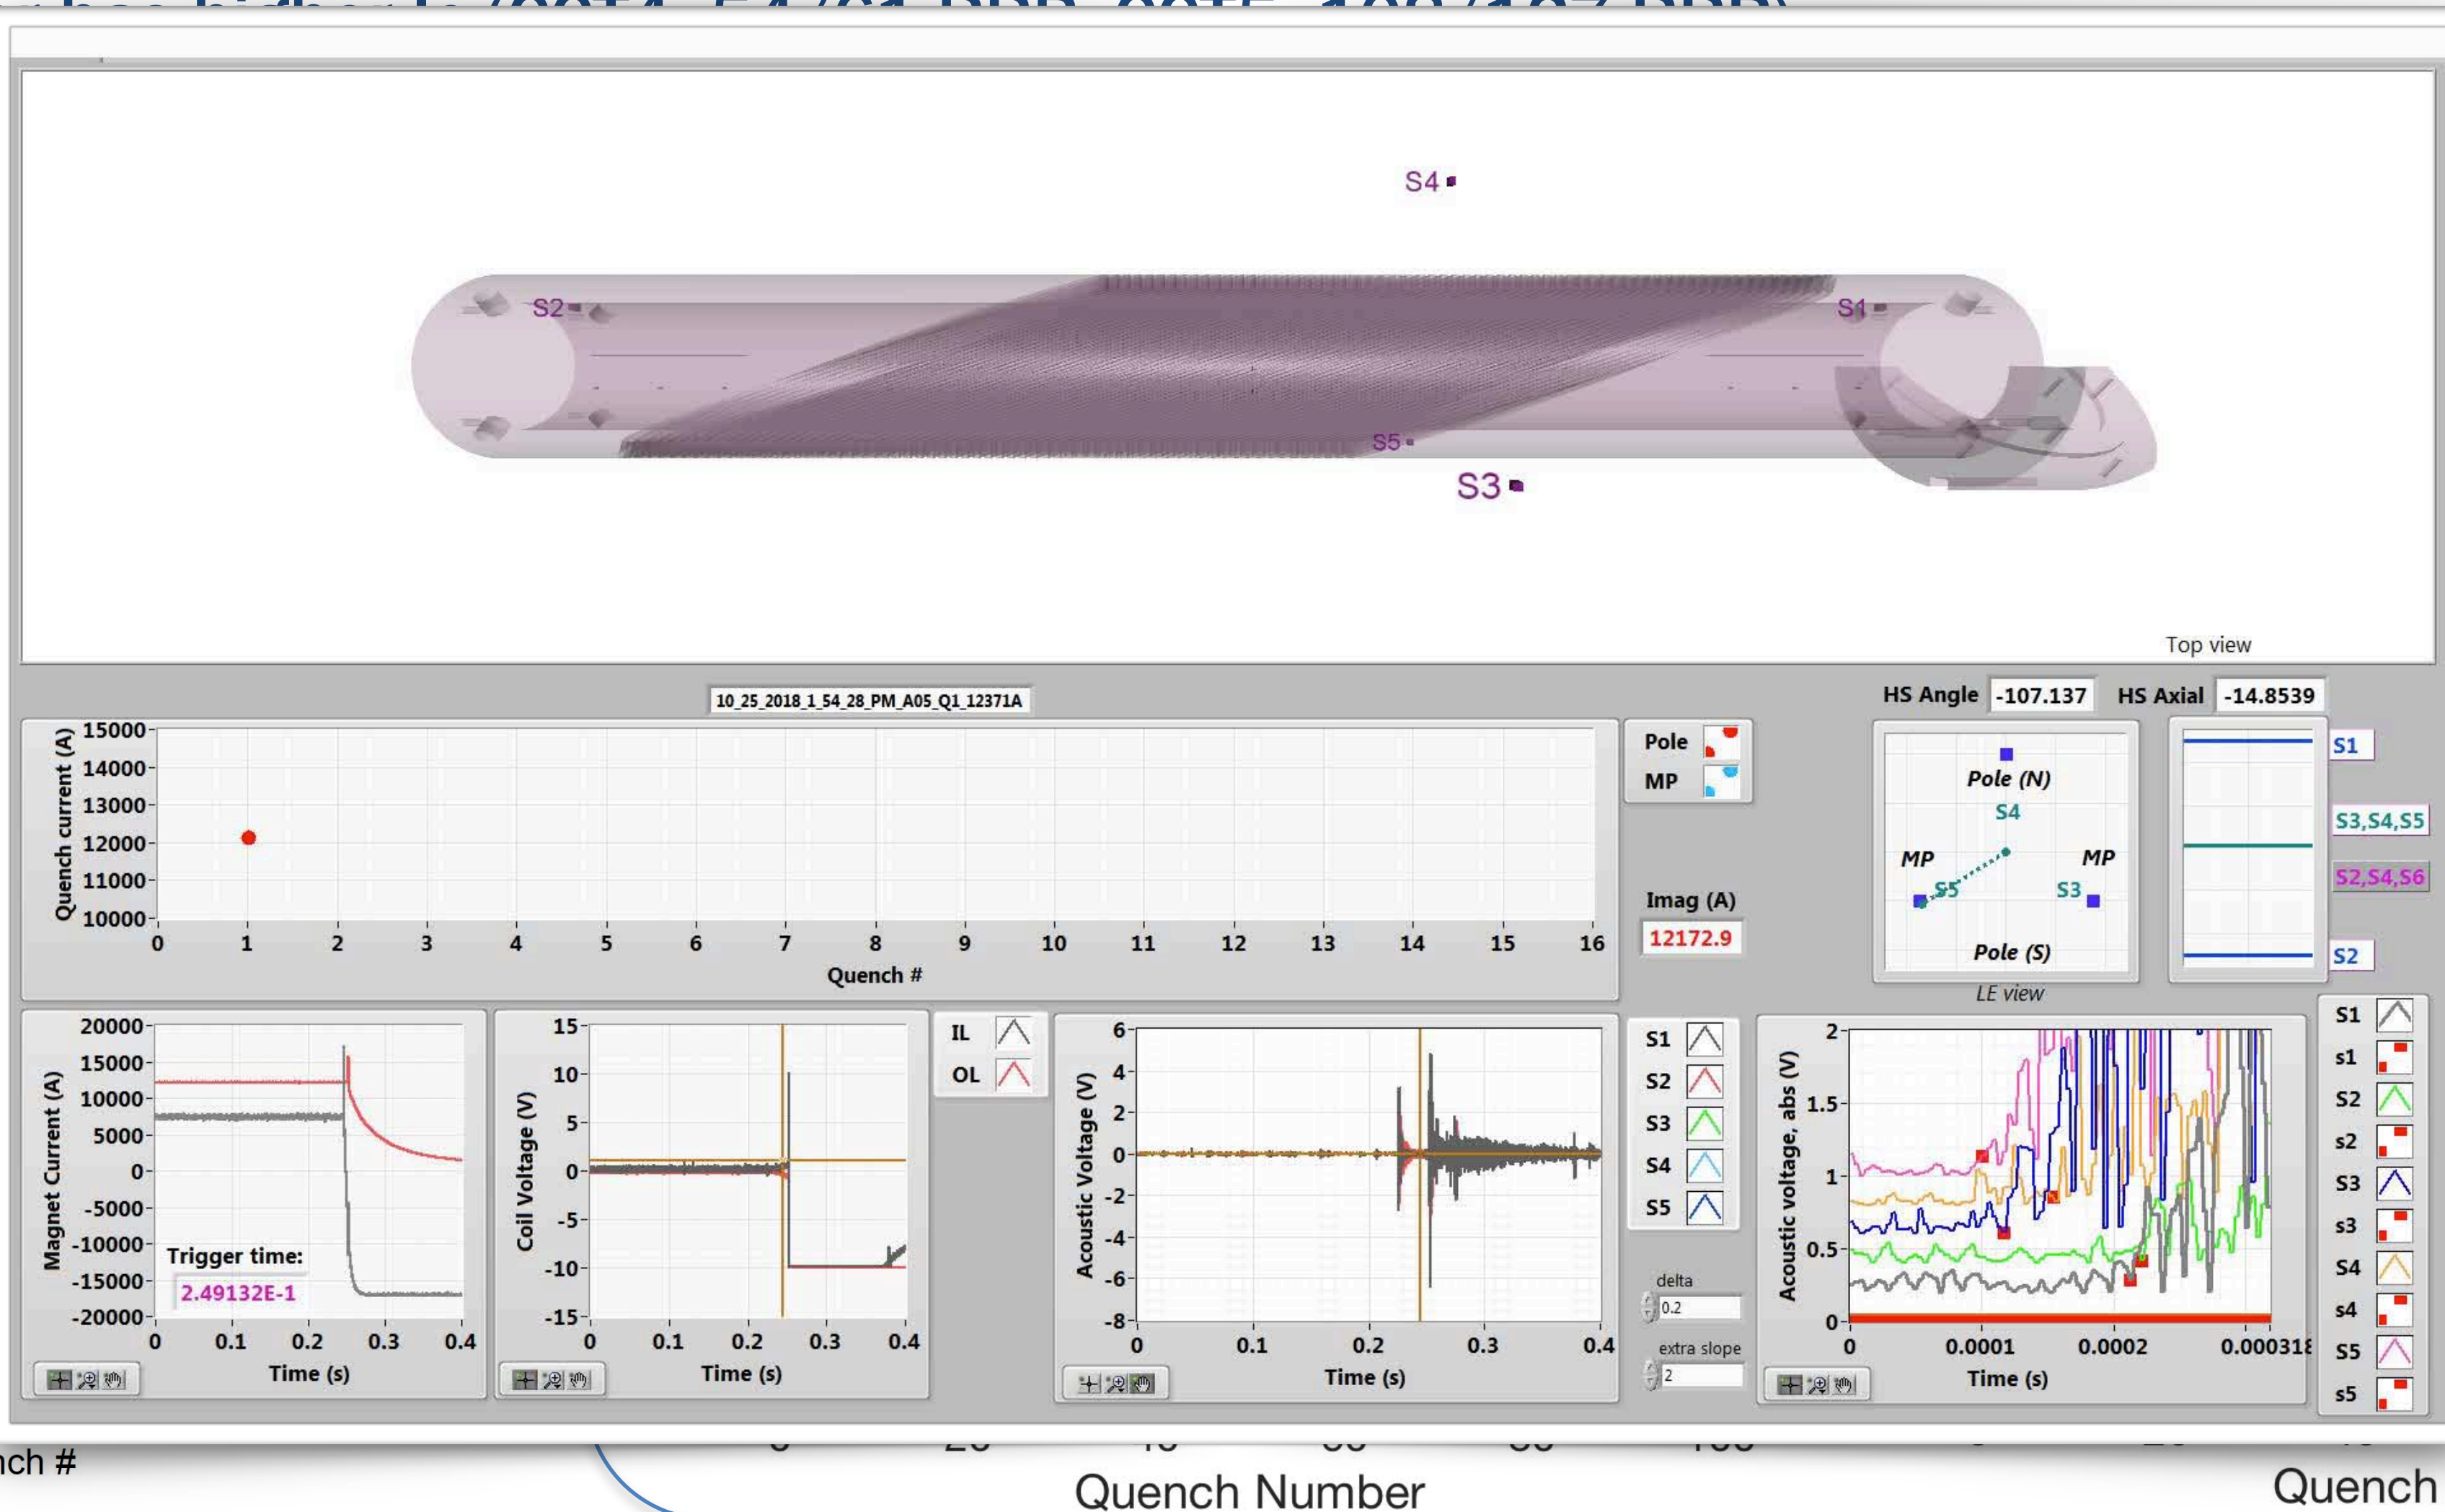 S4
S2
S1
S5
S3
Top view
10_25_2018_1_54_28_PM_A05_Q1_12371A
HS Angle -107.137 HS Axial -14.8539
Quench current (A)
15000
14000
13000
12000
11000
10000
0 1 2 3 4 5 6 7 8 9 10 11 12 13 14 15 16
Quench #
Pole
MP
Imag (A)
12172.9
Pole (N)
S4
MP MP
S5 S3
Pole (S)
LE view
S1
S3,S4,S5
S2,S4,S6
S2
Magnet Current (A)
20000
15000
10000
5000
0
-5000
-10000
-15000
-20000
Trigger time:
2.49132E-1
0 0.1 0.2 0.3 0.4
Time (s)
Coil Voltage (V)
15
10
5
0
-5
-10
-15
0 0.1 0.2 0.3 0.4
Time (s)
IL
OL
Acoustic Voltage (V)
6
4
2
0
-2
-4
-6
-8
0 0.1 0.2 0.3 0.4
Time (s)
S1
S2
S3
S4
S5
delta
0.2
extra slope
2
Acoustic voltage, abs (V)
2
1.5
1
0.5
0
0 0.0001 0.0002 0.000318
Time (s)
S1
s1
S2
s2
S3
s3
S4
s4
S5
s5
#
Quench Number
Quench